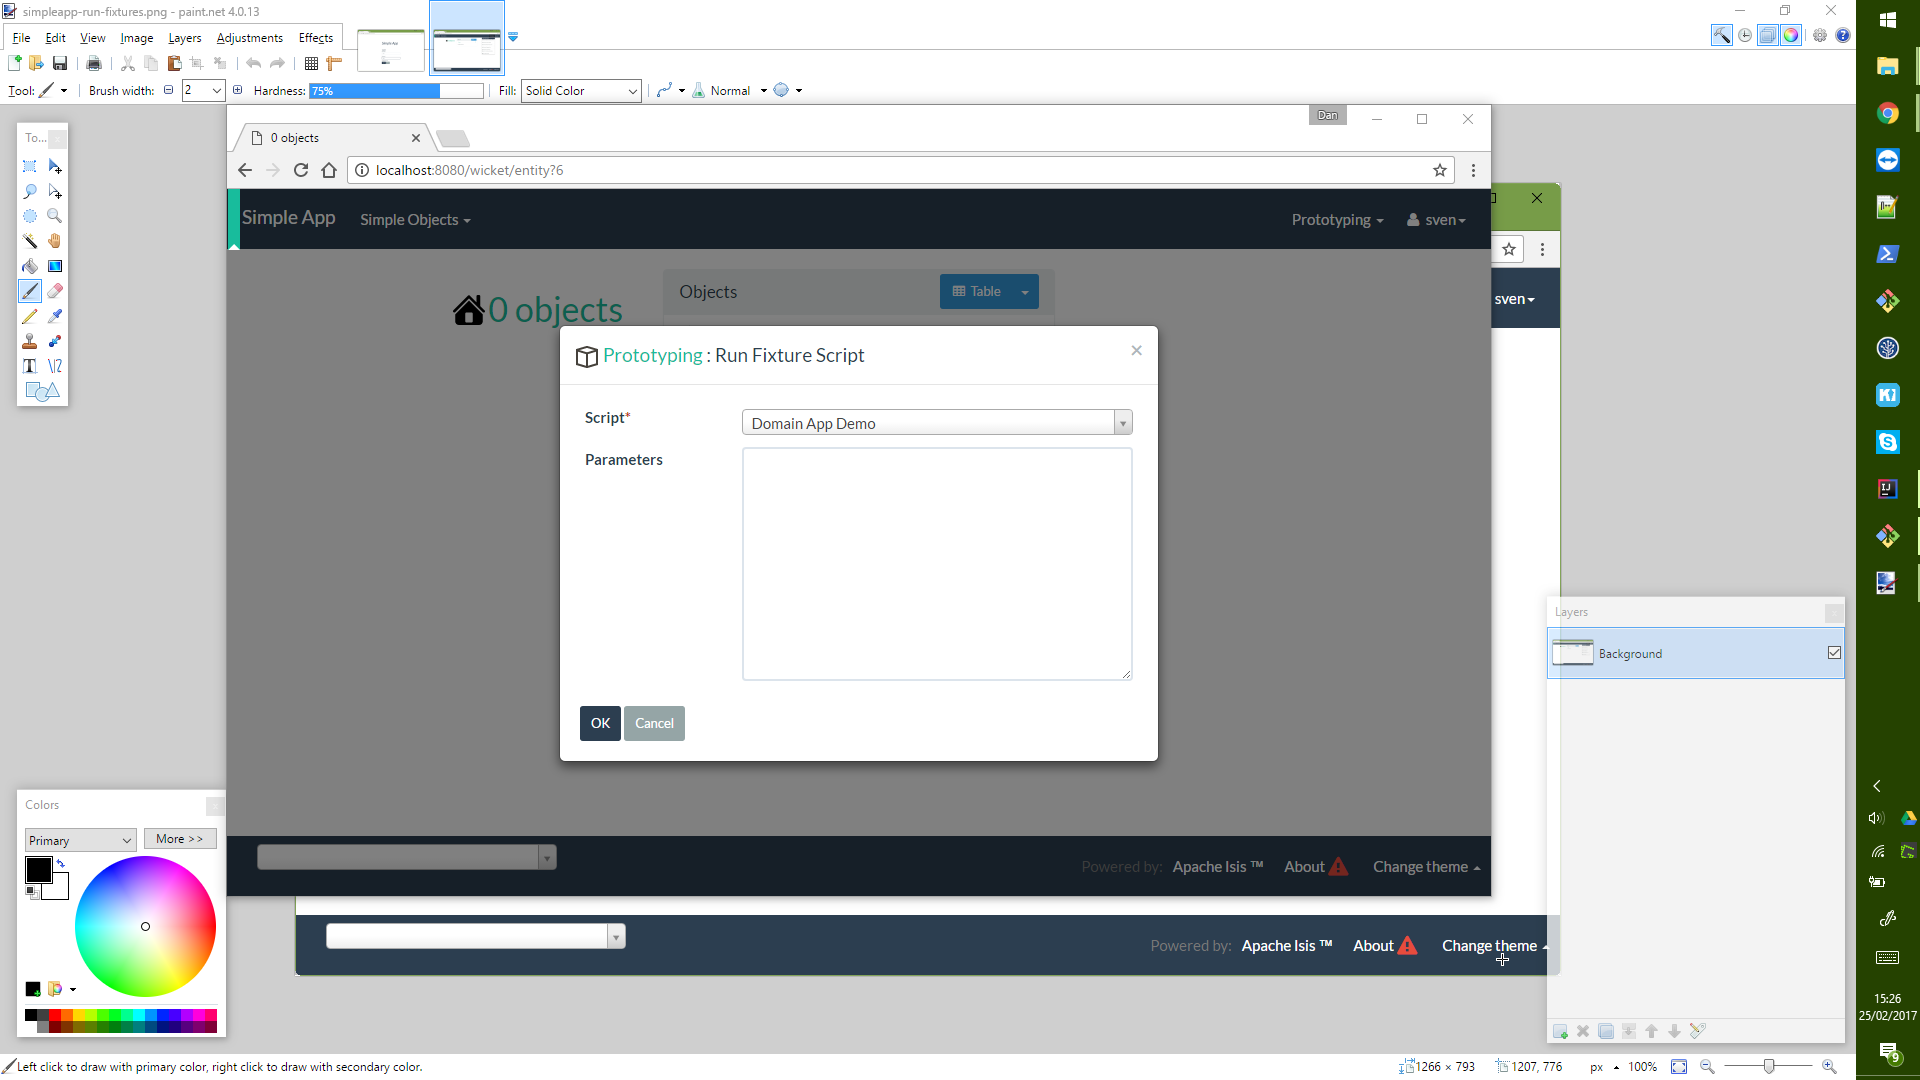 simpleapp-run-fixtures.png - paint.net 4.0.13
File Edit View Image Layers Adjustments Effects
Tool: Brush width: 2 Hardness: 75% Fill: Solid Color Normal
To...
Dan
0 objects
localhost:8080/wicket/entity?6
Simple App Simple Objects Prototyping sven
sven
0 objects
Objects
Table
Prototyping : Run Fixture Script
Script*
Domain App Demo
Parameters
OK
Cancel
Powered by: Apache Isis ™ About Change theme
Powered by: Apache Isis ™ About Change theme
Layers
Background
Colors
Primary
More >>
15:26
25/02/2017
9
Left click to draw with primary color, right click to draw with secondary color.
1266 × 793
1207, 776
px
100%